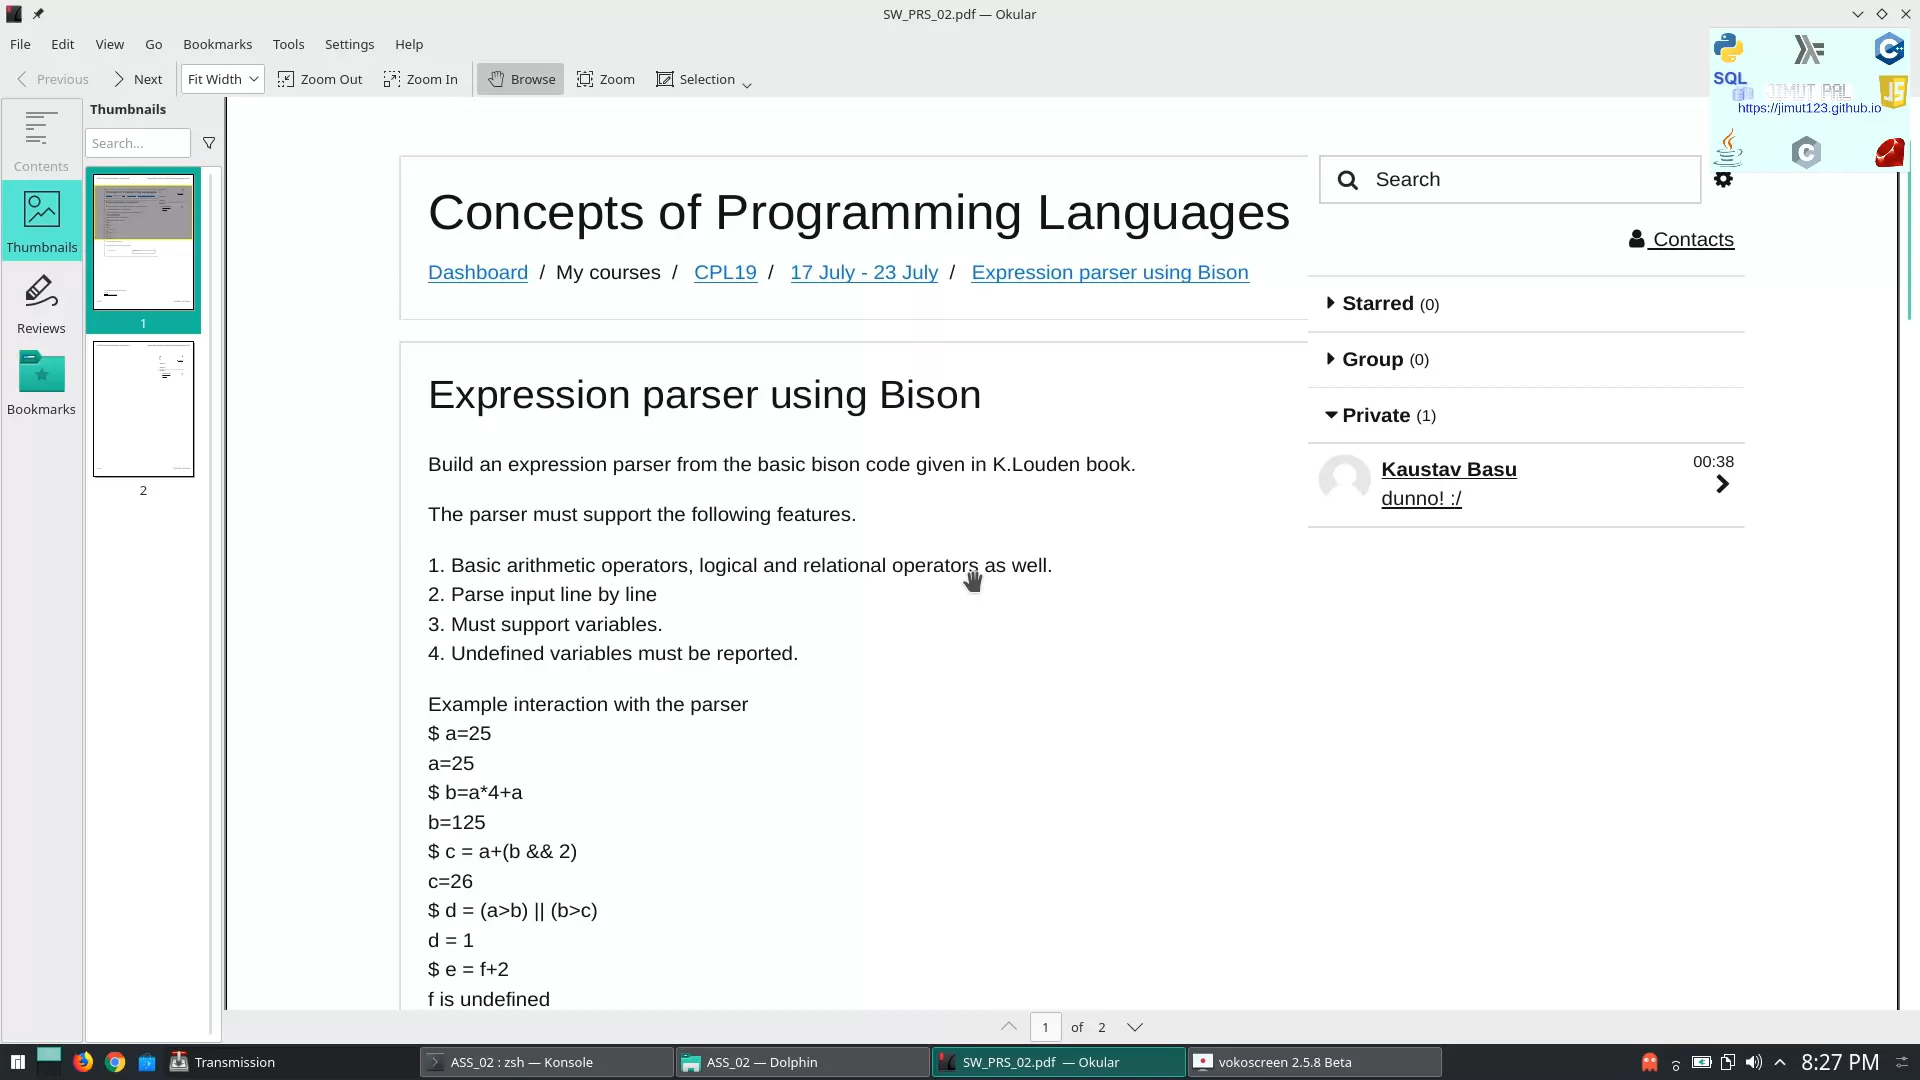 SW_PRS_02.pdf — Okular
File Edit View Go Bookmarks Tools Settings Help
Previous Next Fit Width Zoom Out Zoom In Browse Zoom Selection
SQL
JS
JIMUT PAL
https://jimut123.github.io
C
Contents
Thumbnails
Reviews
Bookmarks
Thumbnails
Search...
1
2
Concepts of Programming Languages
Dashboard / My courses / CPL19 / 17 July - 23 July / Expression parser using Bison
Search
Contacts
Starred (0)
Group (0)
Private (1)
Kaustav Basu 00:38
dunno! :/
Expression parser using Bison
Build an expression parser from the basic bison code given in K.Louden book.
The parser must support the following features.
1. Basic arithmetic operators, logical and relational operators as well.
2. Parse input line by line
3. Must support variables.
4. Undefined variables must be reported.
Example interaction with the parser
$ a=25
a=25
$ b=a*4+a
b=125
$ c = a+(b && 2)
c=26
$ d = (a>b) || (b>c)
d = 1
$ e = f+2
f is undefined
1 of 2
Transmission
ASS_02 : zsh — Konsole
ASS_02 — Dolphin
SW_PRS_02.pdf — Okular
vokoscreen 2.5.8 Beta
8:27 PM